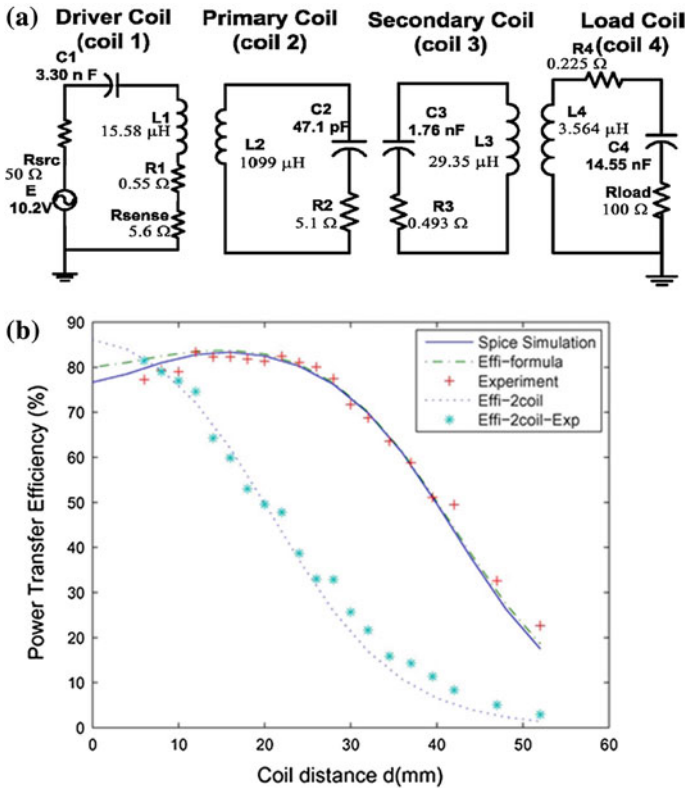 (a)
Driver Coil
(coil 1)
Primary Coil
(coil 2)
Secondary Coil
(coil 3)
Load Coil
(coil 4)
C1
3.30 n F
L1
15.58 μH
Rsrc
50 Ω
E
10.2V
R1
0.55 Ω
Rsense
5.6 Ω
C2
47.1 pF
L2
1099 μH
R2
5.1 Ω
C3
1.76 nF
L3
29.35 μH
R3
0.493 Ω
R4
0.225 Ω
L4
3.564 μH
C4
14.55 nF
Rload
100 Ω
(b)
Power Transfer Efficiency (%)
90
80
70
60
50
40
30
20
10
0
Spice Simulation
Effi-formula
Experiment
Effi-2coil
Effi-2coil-Exp
0 10 20 30 40 50 60
Coil distance d(mm)